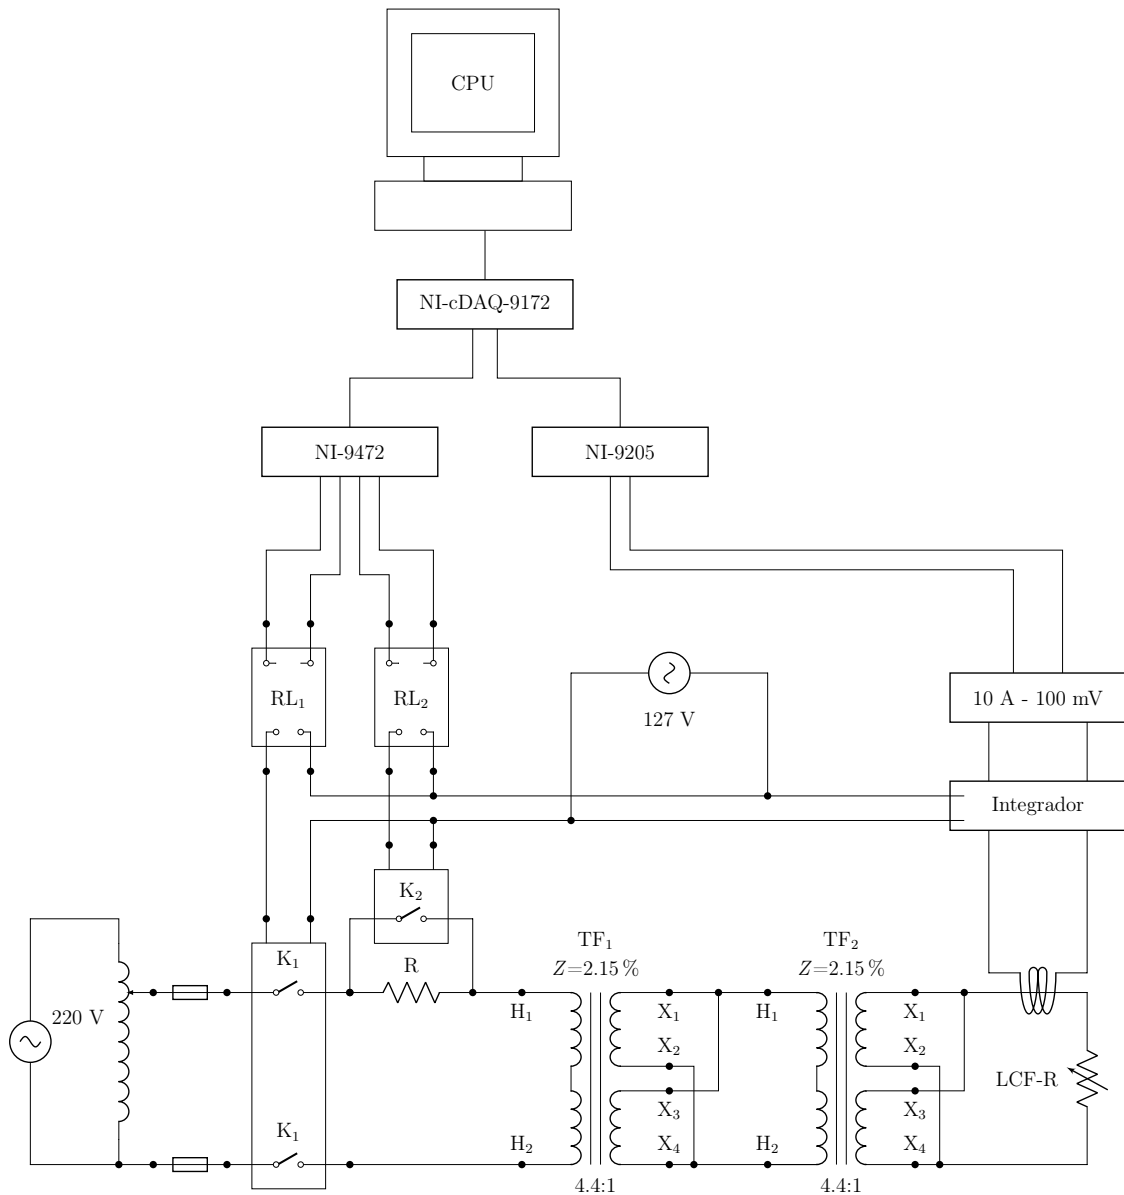 CPU
NI-cDAQ-9172
NI-9472
NI-9205
RL₁
RL₂
127 V
10 A - 100 mV
Integrador
K₂
220 V
K₁
R
TF₁
Z=2.15 %
TF₂
Z=2.15 %
H₁
X₁
H₁
X₁
X₂
X₂
LCF-R
X₃
X₃
K₁
H₂
X₄
H₂
X₄
4.4:1
4.4:1